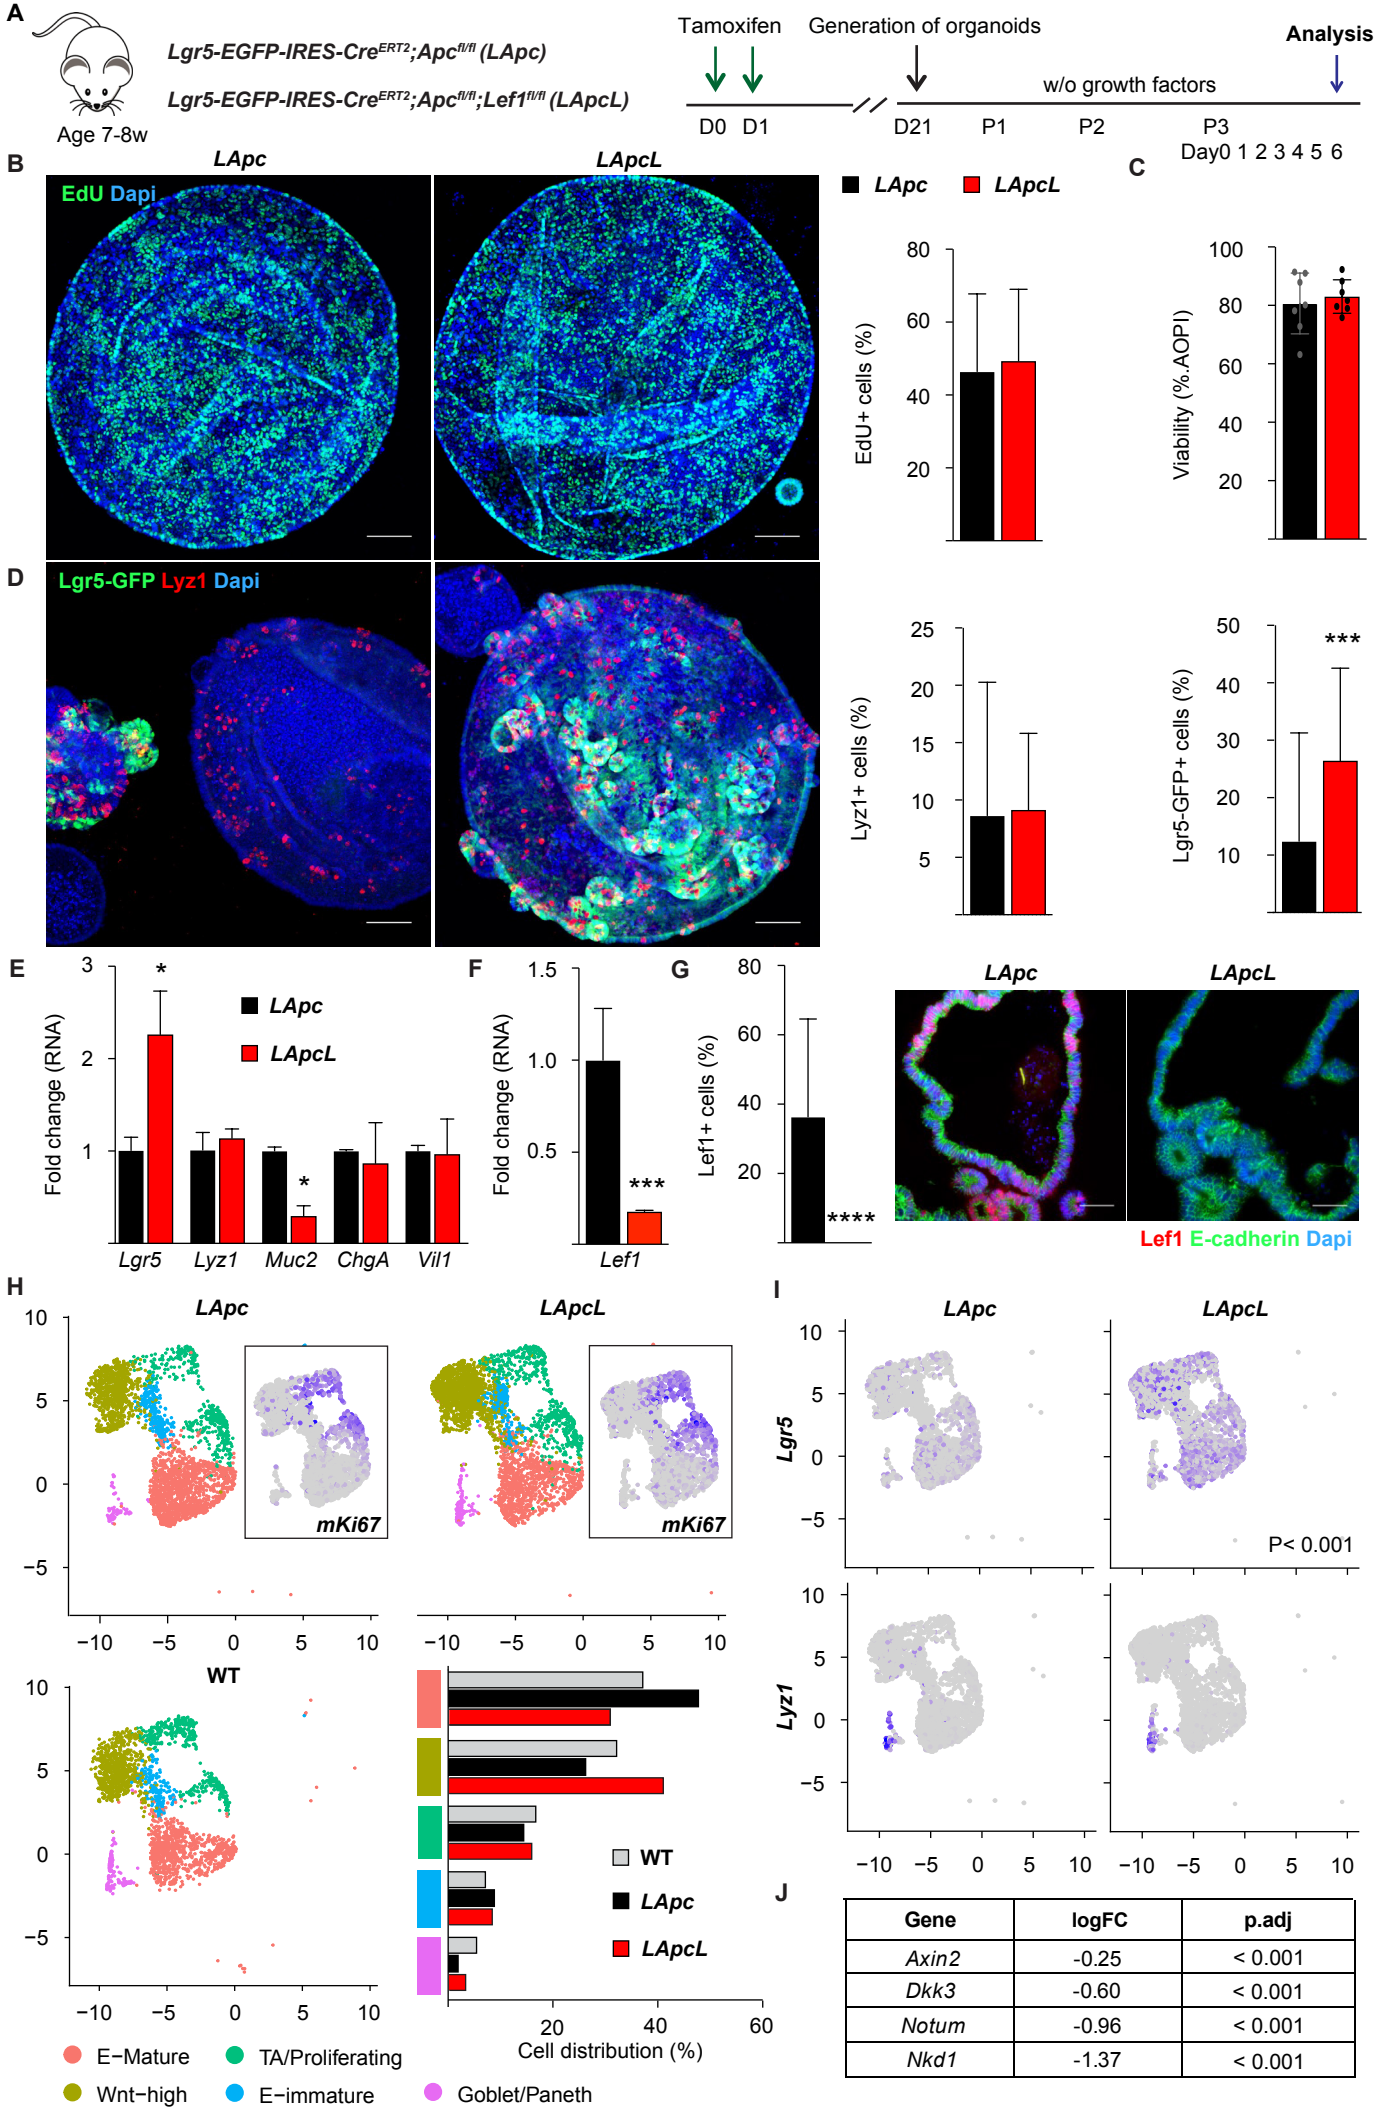 A
Lgr5-EGFP-IRES-CreERT2;Apcfl/fl (LApc)
Lgr5-EGFP-IRES-CreERT2;Apcfl/fl;Lef1fl/fl (LApcL)
Age 7-8w
Tamoxifen
Generation of organoids
Analysis
w/o growth factors
D0 D1 D21 P1 P2 P3
Day0 1 2 3 4 5 6
B
LApc
LApcL
EdU Dapi
LApc
LApcL
80
60
40
20
EdU+ cells (%)
C
100
80
60
40
20
Viability (%.AOPI)
D
Lgr5-GFP Lyz1 Dapi
25
20
15
10
5
Lyz1+ cells (%)
50
40
30
20
10
***
Lgr5-GFP+ cells (%)
E
3
2
1
Fold change (RNA)
*
*
LApc
LApcL
Lgr5 Lyz1 Muc2 ChgA Vil1
F
1.5
1.0
0.5
Fold change (RNA)
***
Lef1
G
80
60
40
20
Lef1+ cells (%)
****
LApc
LApcL
Lef1 E-cadherin Dapi
H
LApc
LApcL
10
5
0
−5
mKi67
mKi67
−10 −5 0 5 10
−10 −5 0 5 10
WT
10
5
0
−5
−10 −5 0 5 10
WT
LApc
LApcL
20 40 60
Cell distribution (%)
E−Mature
TA/Proliferating
Wnt−high
E−immature
Goblet/Paneth
I
LApc
LApcL
Lgr5
10
5
0
−5
P< 0.001
Lyz1
10
5
0
−5
−10 −5 0 5 10
−10 −5 0 5 10
J
Gene logFC p.adj
Axin2 -0.25 < 0.001
Dkk3 -0.60 < 0.001
Notum -0.96 < 0.001
Nkd1 -1.37 < 0.001